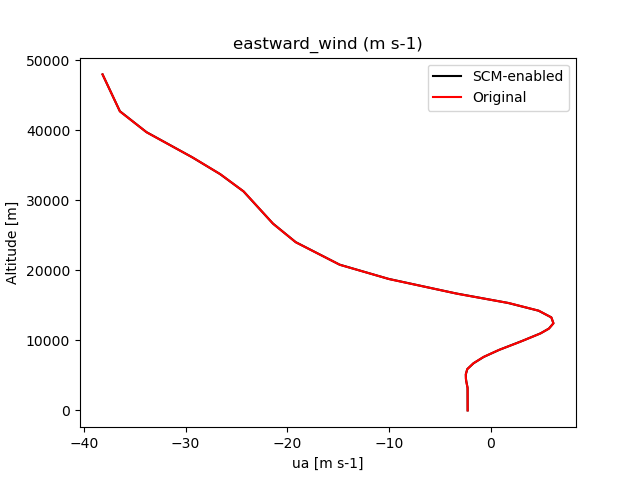 eastward_wind (m s-1)
SCM-enabled
Original
Altitude [m]
50000
40000
30000
20000
10000
0
−40
−30
−20
−10
0
ua [m s-1]